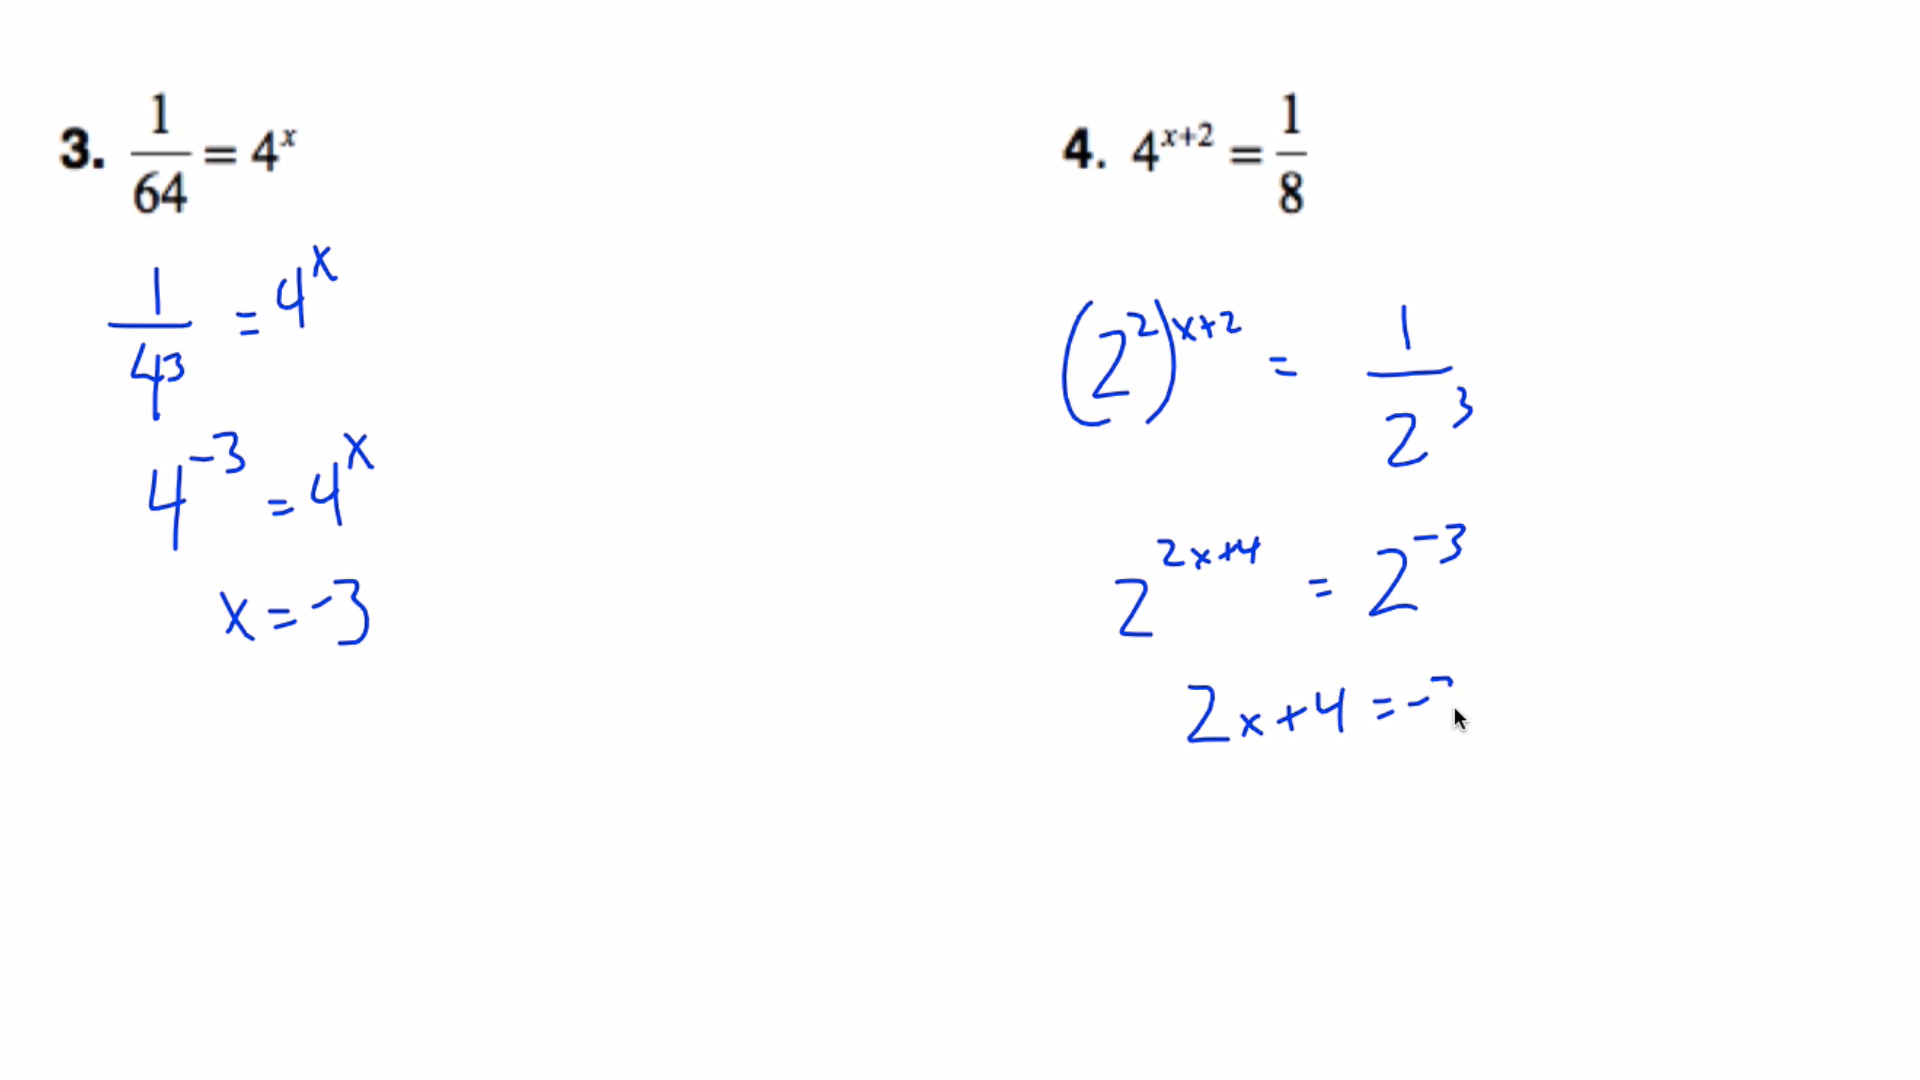 3. 1/64 = 4^x
1/4^3 = 4^x
4^-3 = 4^x
x = -3
4. 4^(x+2) = 1/8
(2^2)^(x+2) = 1/2^3
2^(2x+4) = 2^-3
2x+4 = -